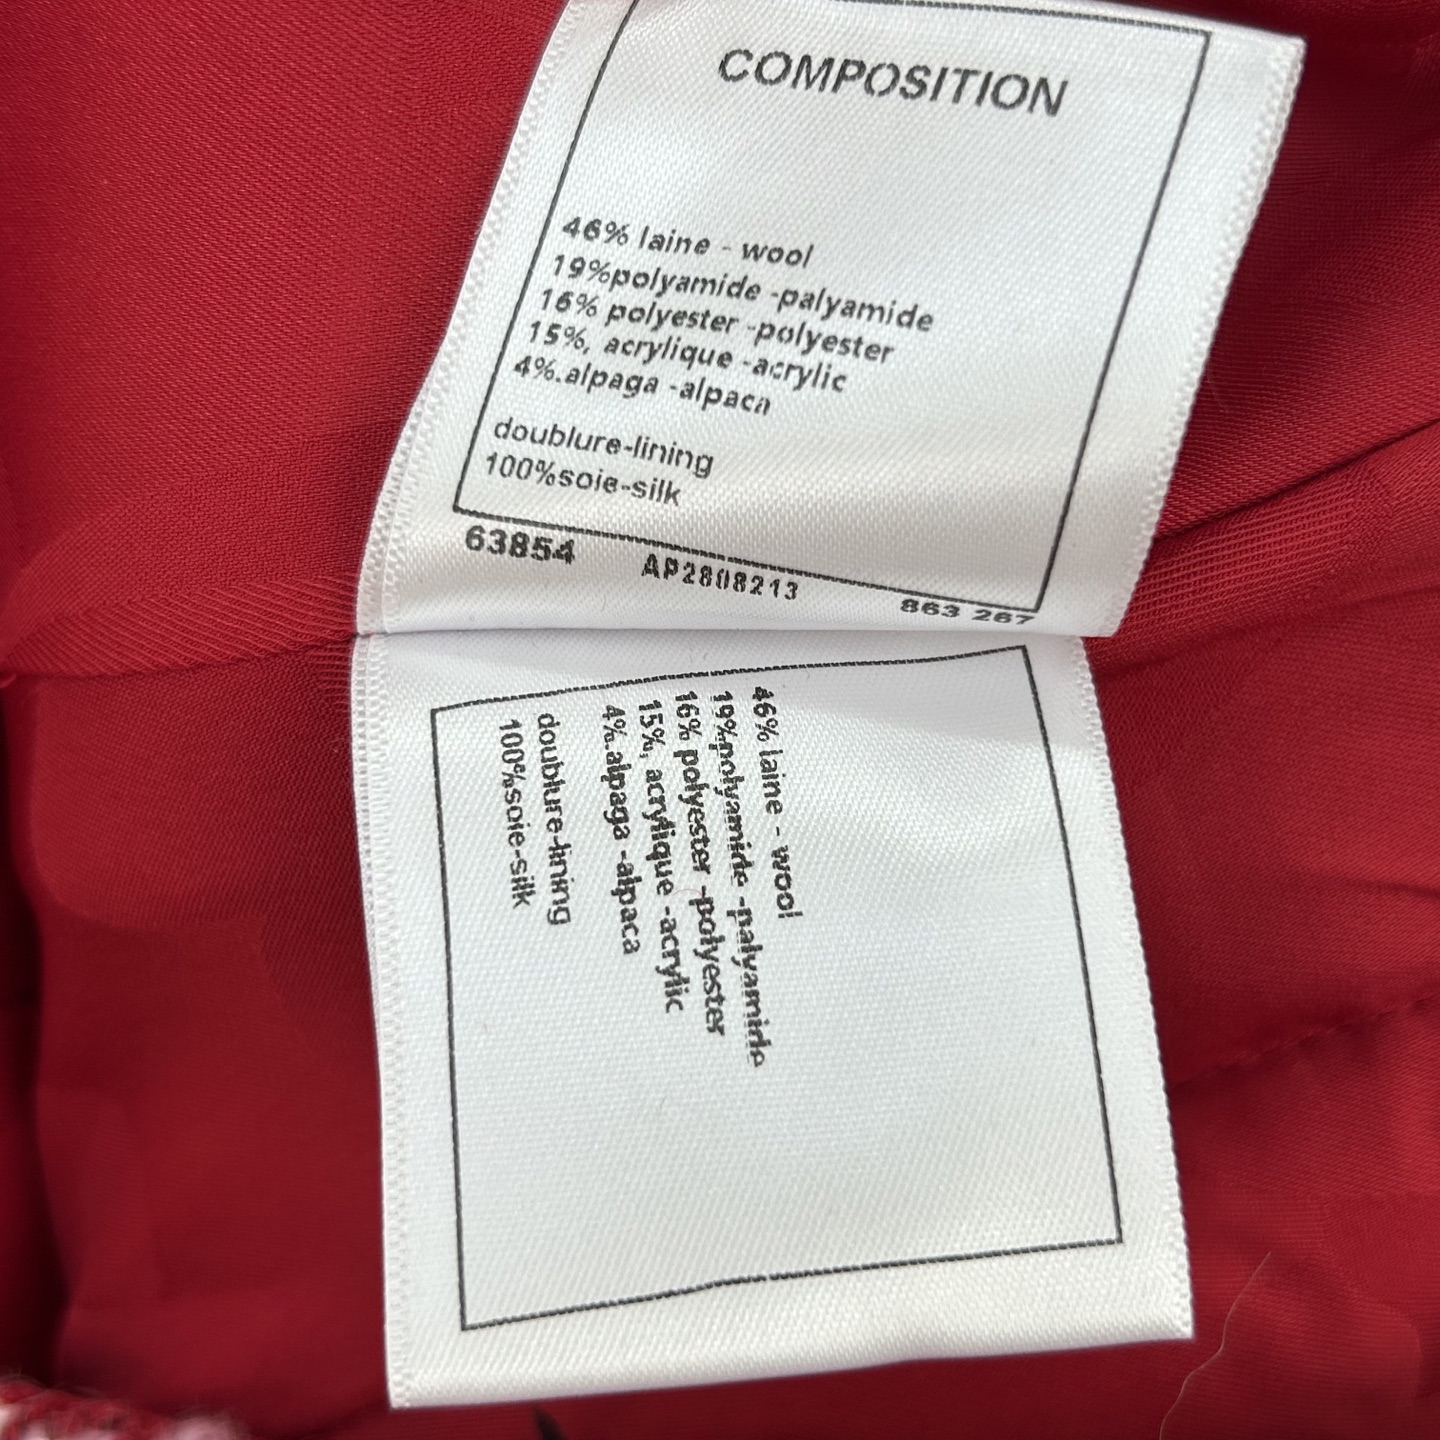 COMPOSITION
46% laine - wool
19%polyamide -palyamide
16% polyester -polyester
15%, acrylique -acrylic
4%.alpaga -alpaca
doublure-lining
100%soie-silk
63854 AP2808213 863 267
46% laine - wool
19%polyamide -palyamide
16% polyester -polyester
15%, acrylique -acrylic
4%.alpaga -alpaca
doublure-lining
100%soie-silk